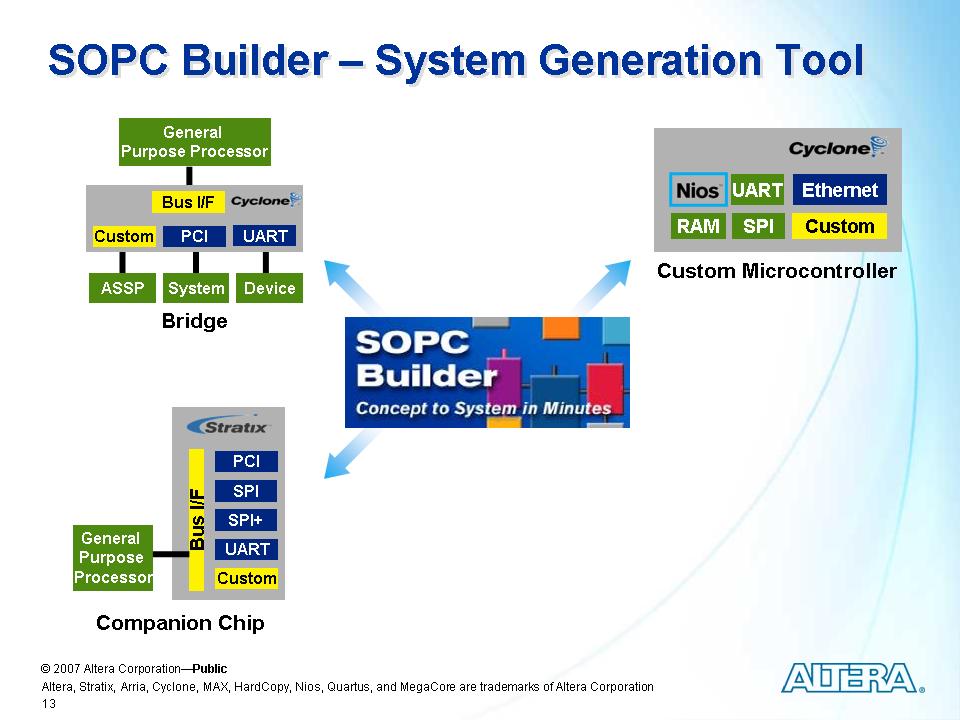 SOPC Builder – System Generation Tool
General
Purpose Processor
Bus I/F
Cyclone
Custom
PCI
UART
ASSP
System
Device
Bridge
Cyclone
Nios™
UART
Ethernet
RAM
SPI
Custom
Custom Microcontroller
SOPC
Builder
Concept to System in Minutes
Stratix™
Bus I/F
PCI
SPI
SPI+
UART
Custom
General
Purpose
Processor
Companion Chip
© 2007 Altera Corporation—Public
Altera, Stratix, Arria, Cyclone, MAX, HardCopy, Nios, Quartus, and MegaCore are trademarks of Altera Corporation
13
ALTERA®